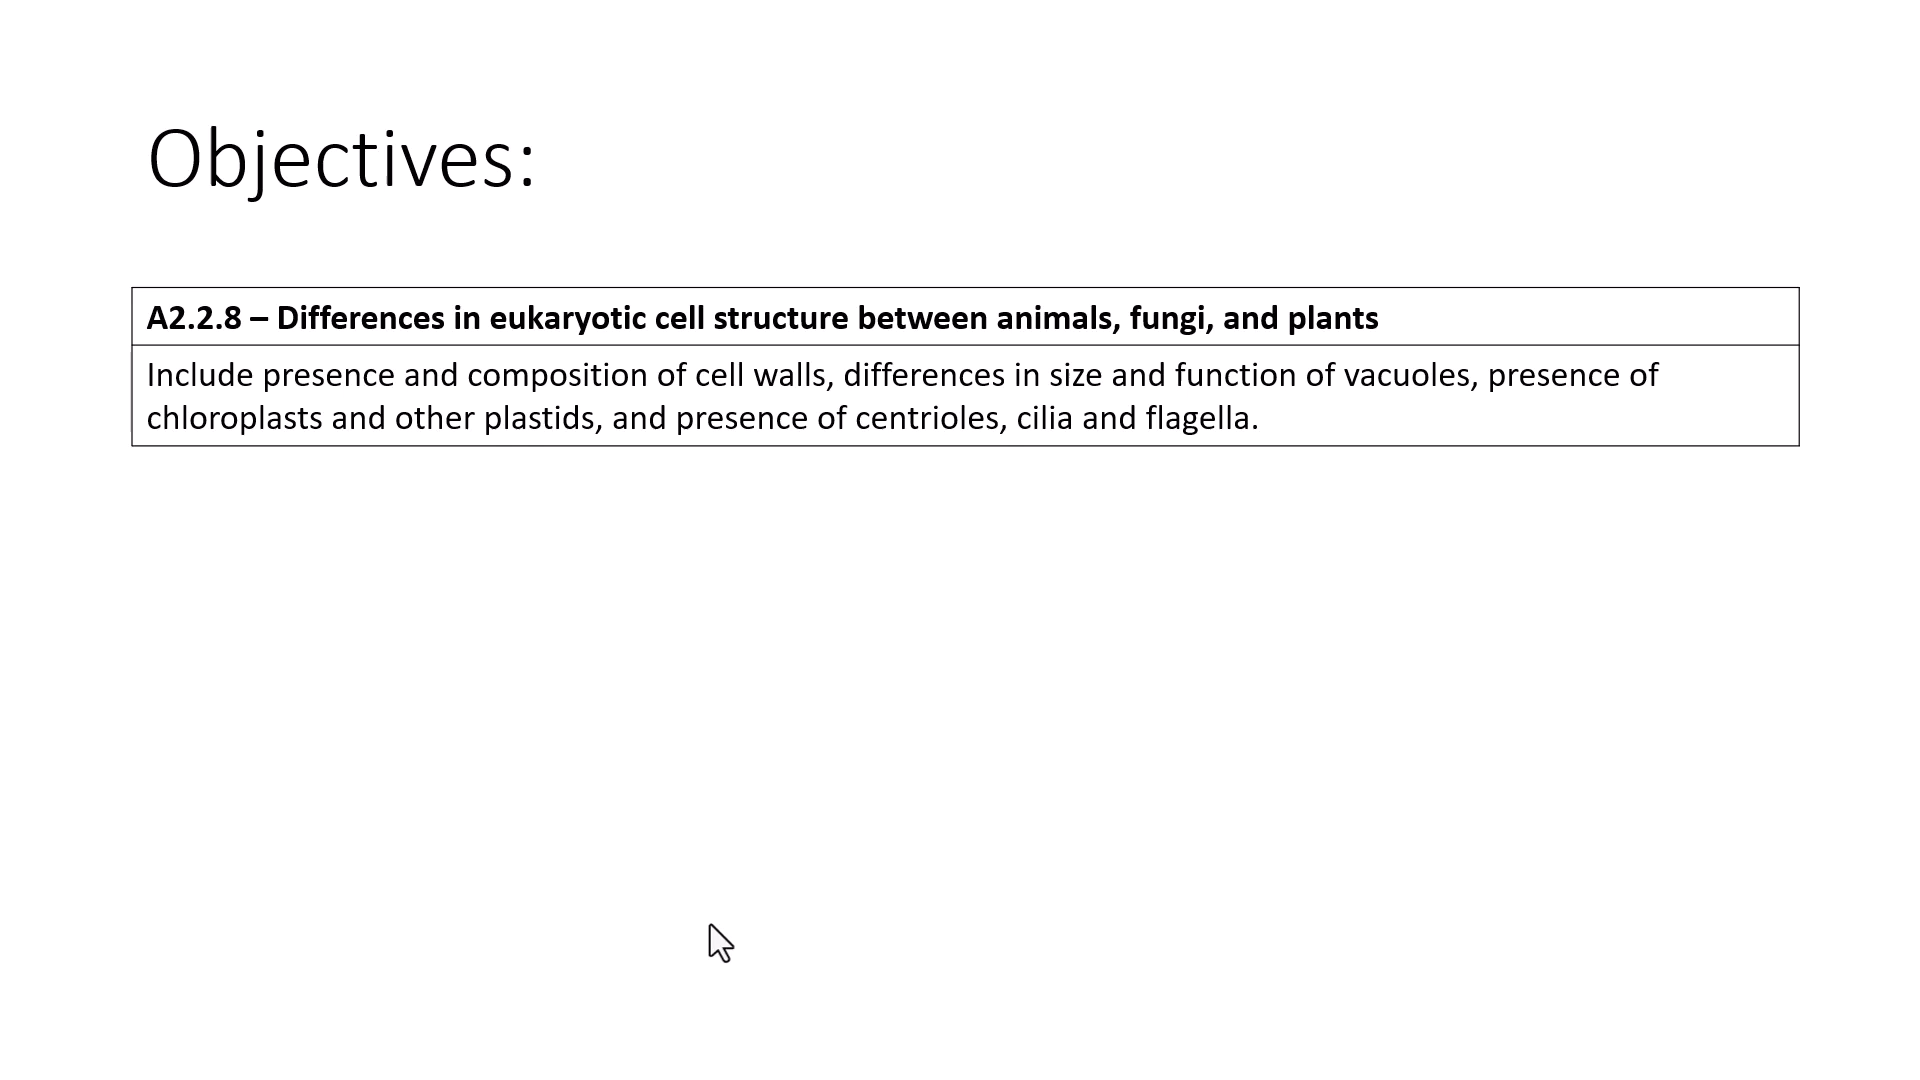 Objectives:
A2.2.8 – Differences in eukaryotic cell structure between animals, fungi, and plants
Include presence and composition of cell walls, differences in size and function of vacuoles, presence of
chloroplasts and other plastids, and presence of centrioles, cilia and flagella.